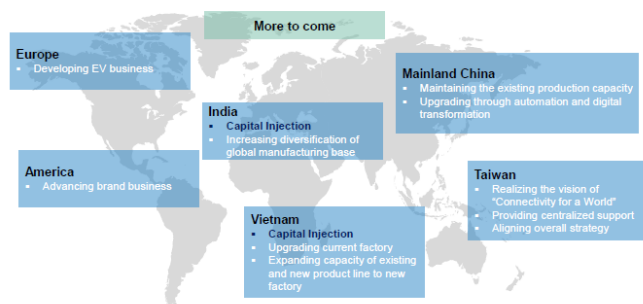 More to come
Europe
Developing EV business
Mainland China
Maintaining the existing production capacity
Upgrading through automation and digital
transformation
India
Capital Injection
Increasing diversification of
global manufacturing base
America
Advancing brand business
Taiwan
Realizing the vision of
"Connectivity for a World"
Providing centralized support
Aligning overall strategy
Vietnam
Capital Injection
Upgrading current factory
Expanding capacity of existing
and new product line to new
factory